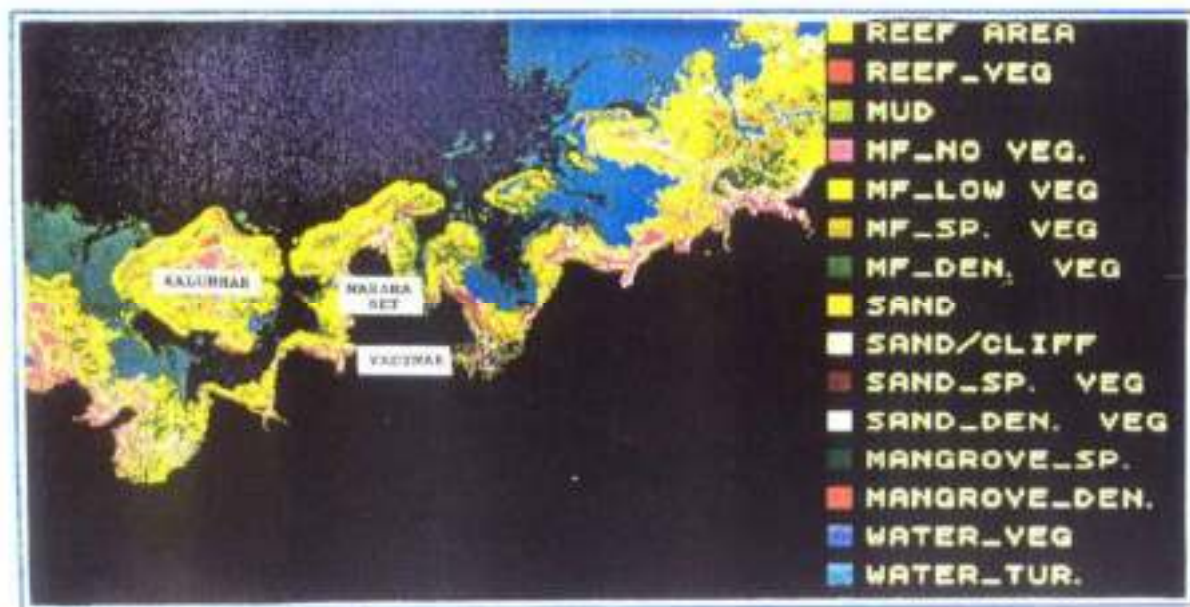 KALUBHAR
NARARA
BET
VADINAR
REEF AREA
REEF_VEG
MUD
MF_NO VEG.
MF_LOW VEG
MF_SP. VEG
MF_DEN. VEG
SAND
SAND/CLIFF
SAND_SP. VEG
SAND_DEN. VEG
MANGROVE_SP.
MANGROVE_DEN.
WATER_VEG
WATER_TUR.